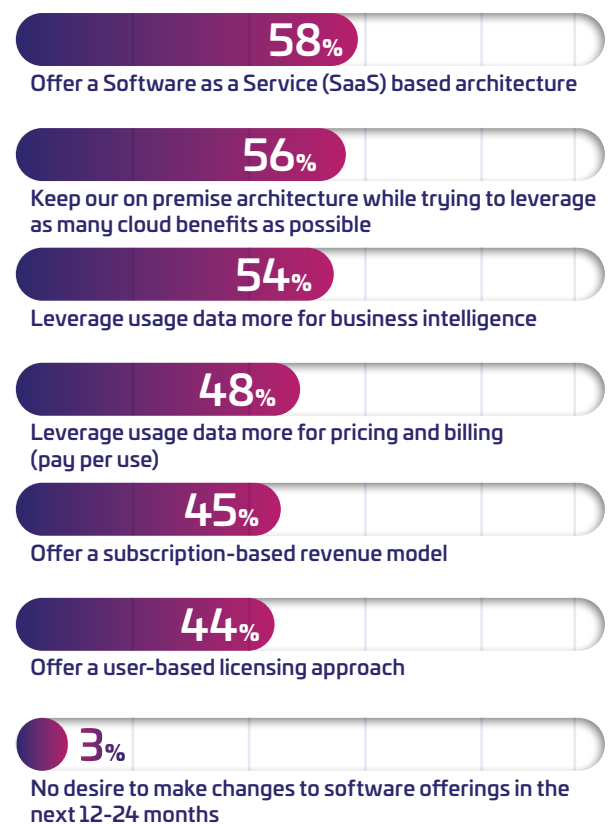 58%
Offer a Software as a Service (SaaS) based architecture
56%
Keep our on premise architecture while trying to leverage
as many cloud benefits as possible
54%
Leverage usage data more for business intelligence
48%
Leverage usage data more for pricing and billing
(pay per use)
45%
Offer a subscription-based revenue model
44%
Offer a user-based licensing approach
3%
No desire to make changes to software offerings in the
next 12-24 months